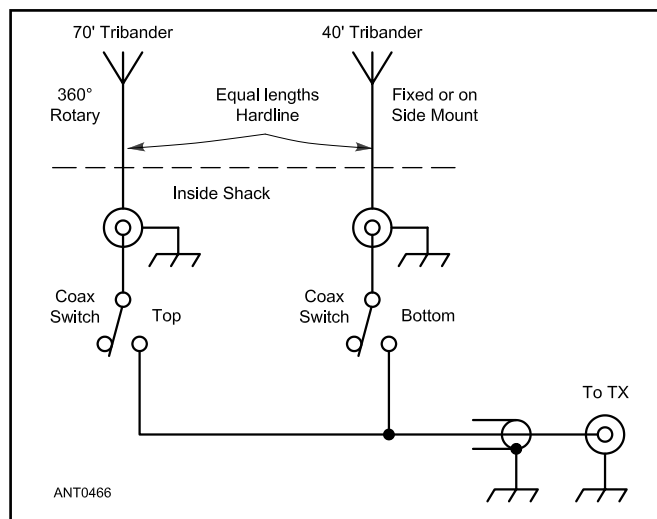 70' Tribander
40' Tribander
360°
Rotary
Equal lengths
Hardline
Fixed or on
Side Mount
Inside Shack
Coax
Switch
Top
Coax
Switch
Bottom
To TX
ANT0466